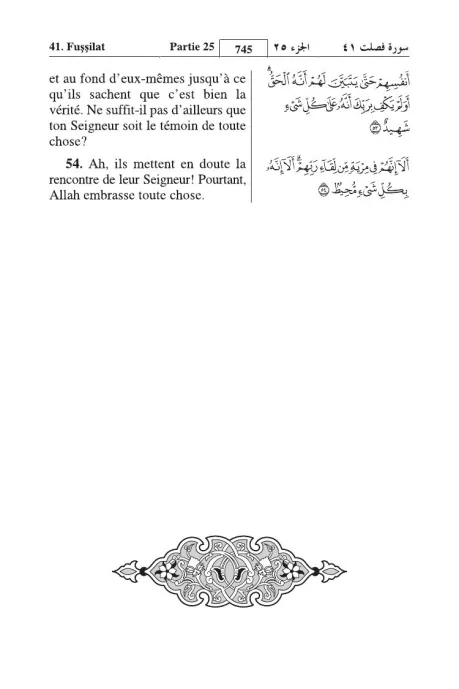 41. Fuṣṣilat Partie 25 745 الجزء ٢٥ سورة فصلت ٤١
et au fond d'eux-mêmes jusqu'à ce
qu'ils sachent que c'est bien la
vérité. Ne suffit-il pas d'ailleurs que
ton Seigneur soit le témoin de toute
chose?
54. Ah, ils mettent en doute la
rencontre de leur Seigneur! Pourtant,
Allah embrasse toute chose.
أَنفُسِهِمْ حَتَّىٰ يَتَبَيَّنَ لَهُمْ أَنَّهُ الْحَقُّ ۗ
أَوَلَمْ يَكْفِ بِرَبِّكَ أَنَّهُ عَلَىٰ كُلِّ شَيْءٍ
شَهِيدٌ ٥٣
أَلَا إِنَّهُمْ فِي مِرْيَةٍ مِّن لِّقَاءِ رَبِّهِمْ ۗ أَلَا إِنَّهُ
بِكُلِّ شَيْءٍ مُّحِيطٌ ٥٤